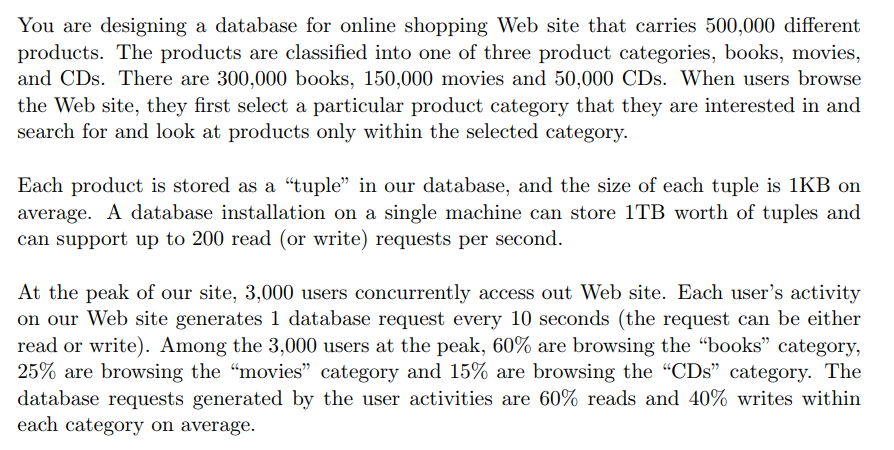 You are designing a database for online shopping Web site that carries 500,000 different
products. The products are classified into one of three product categories, books, movies,
and CDs. There are 300,000 books, 150,000 movies and 50,000 CDs. When users browse
the Web site, they first select a particular product category that they are interested in and
search for and look at products only within the selected category.
Each product is stored as a “tuple” in our database, and the size of each tuple is 1KB on
average. A database installation on a single machine can store 1TB worth of tuples and
can support up to 200 read (or write) requests per second.
At the peak of our site, 3,000 users concurrently access out Web site. Each user’s activity
on our Web site generates 1 database request every 10 seconds (the request can be either
read or write). Among the 3,000 users at the peak, 60% are browsing the “books” category,
25% are browsing the “movies” category and 15% are browsing the “CDs” category. The
database requests generated by the user activities are 60% reads and 40% writes within
each category on average.